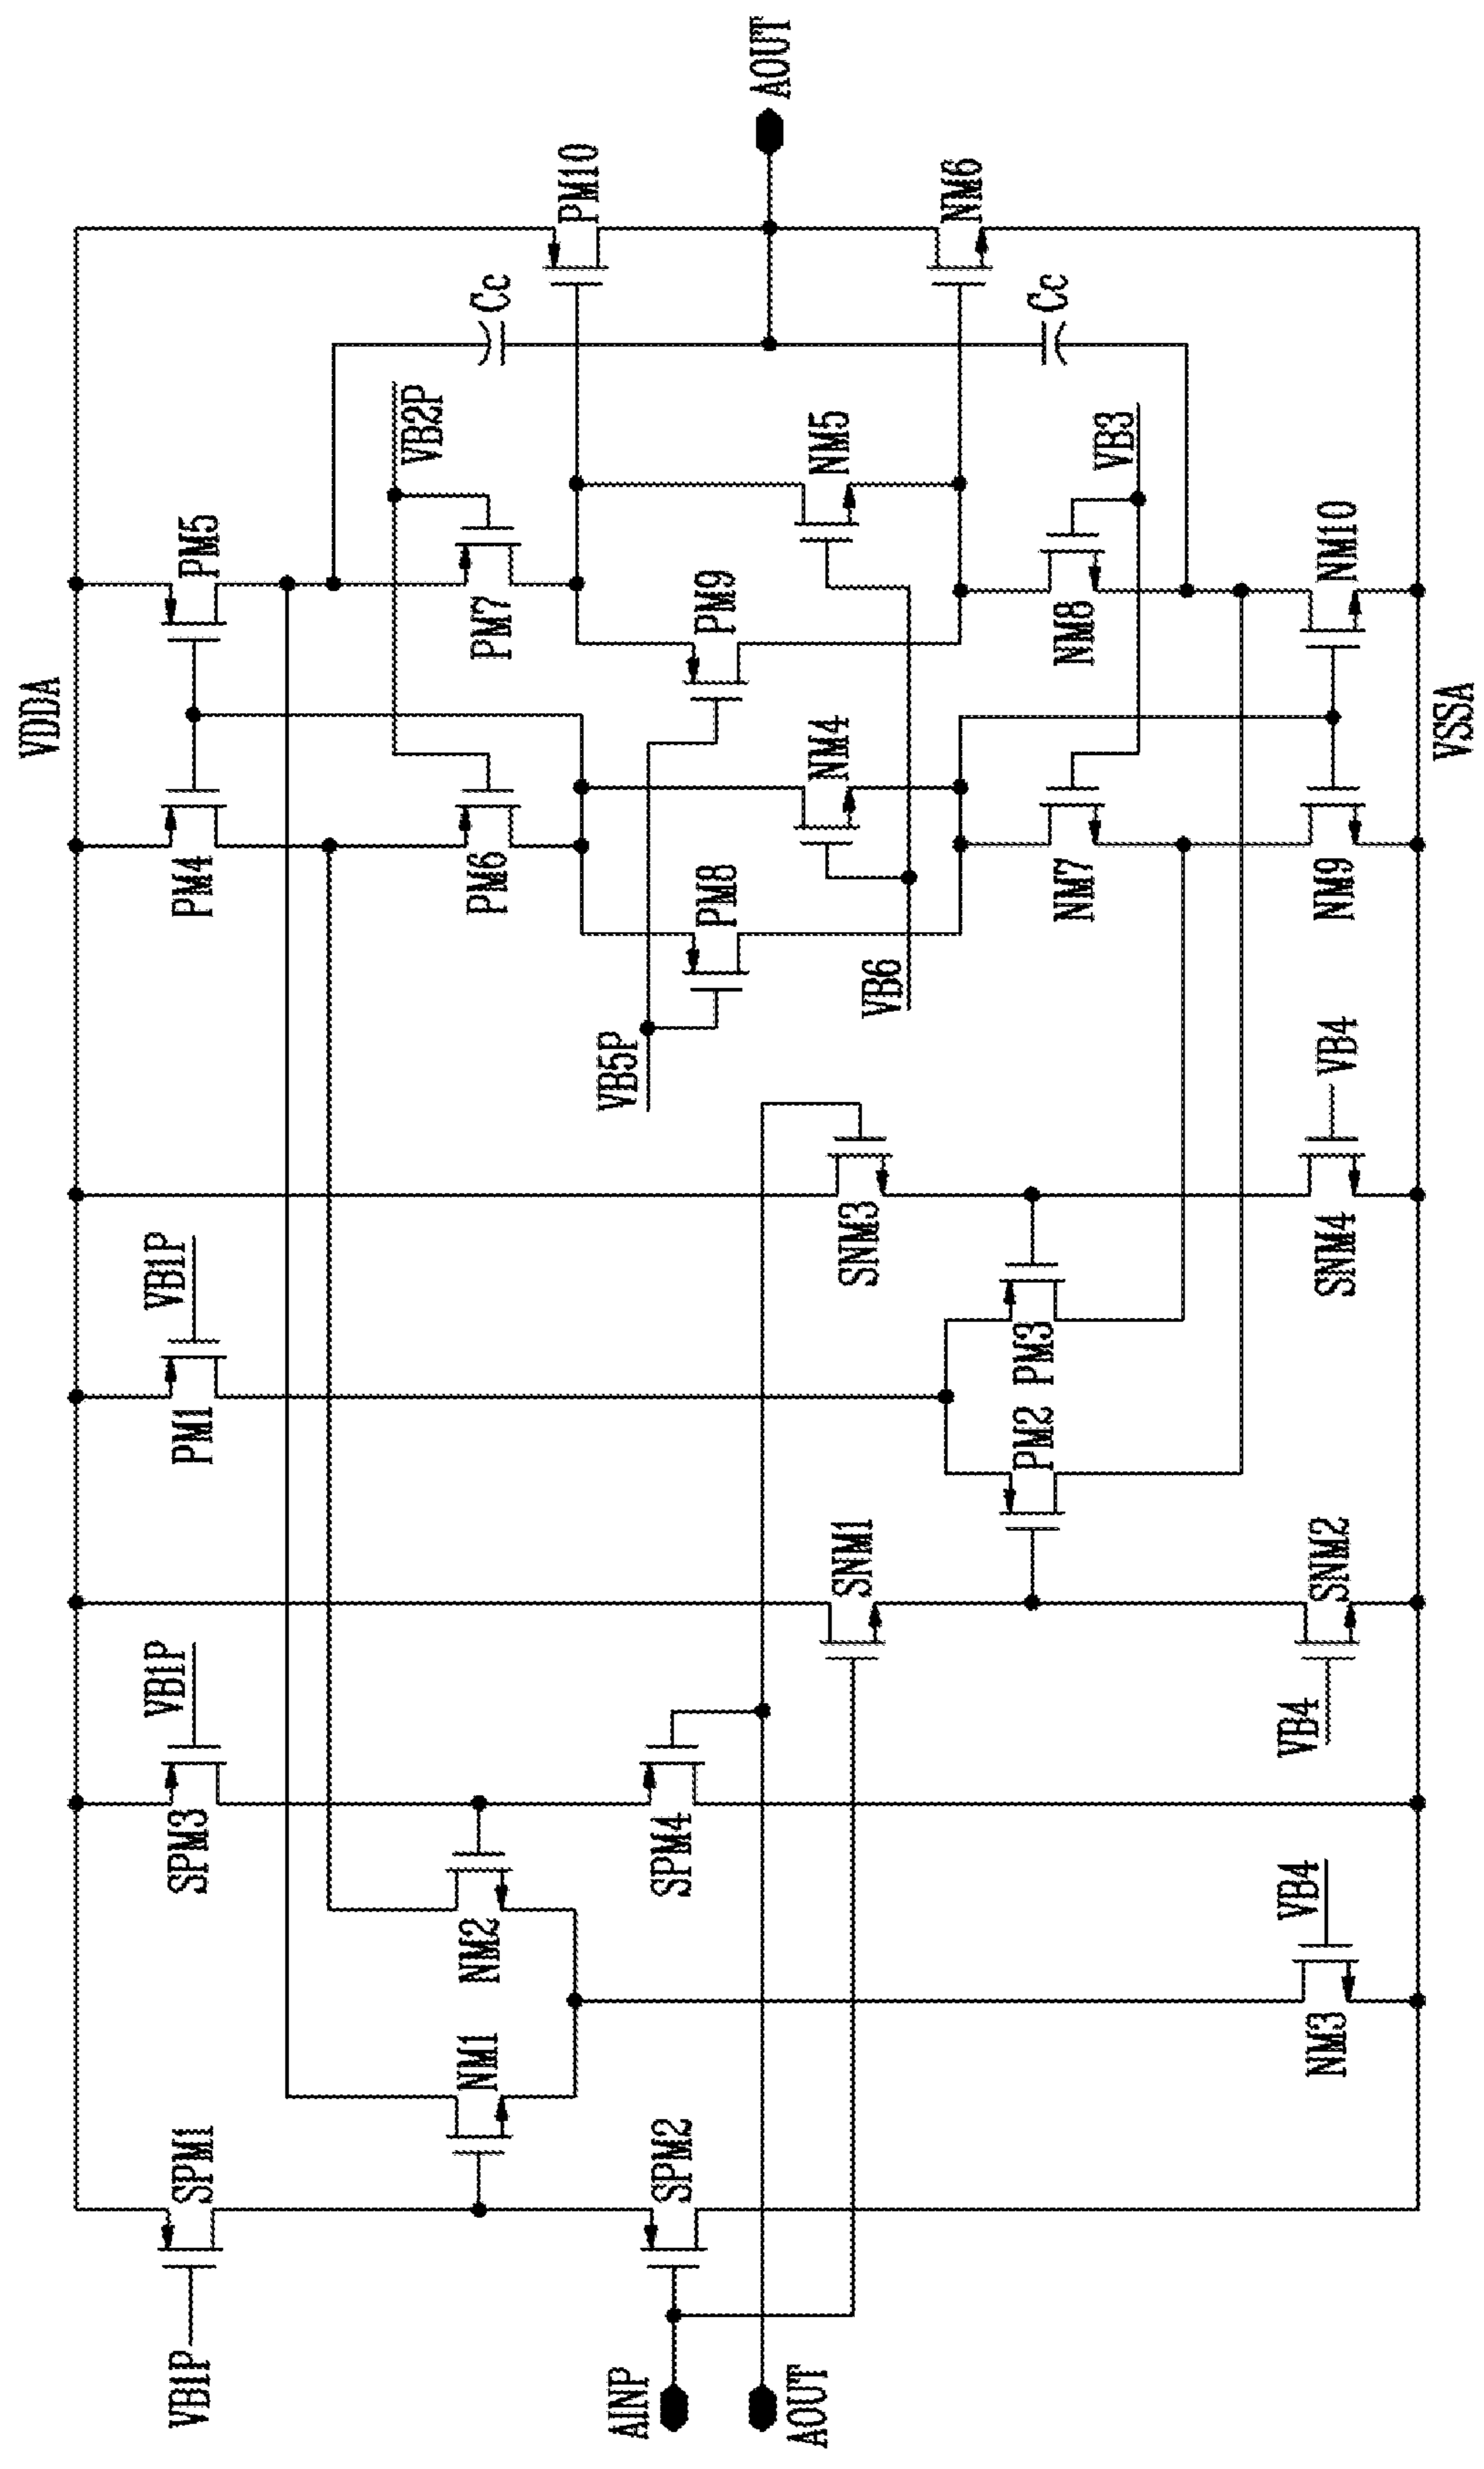 VDDA
VB1P
SPM1
AINP
AOUT
SPM2
NM1
NM2
NM3
VB4
SPM3
VB1P
SPM4
VB4
SNM2
SNM1
PM1
VB1P
PM2
PM3
SNM3
SNM4
VB4
VB5P
VB6
PM4
PM5
PM6
PM7
VB2P
PM8
NM4
PM9
NM5
NM7
NM8
VB3
NM9
NM10
Cc
Cc
PM10
NM6
AOUT
VSSA